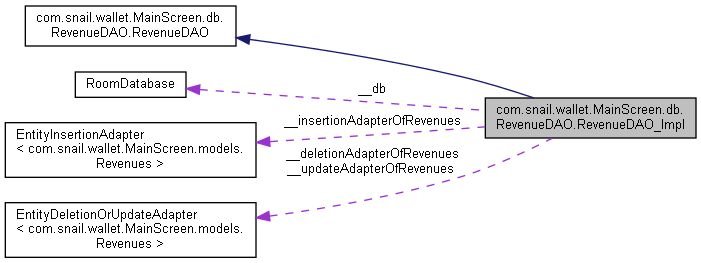 com.snail.wallet.MainScreen.db.
RevenueDAO.RevenueDAO
RoomDatabase
__db
com.snail.wallet.MainScreen.db.
RevenueDAO.RevenueDAO_Impl
__insertionAdapterOfRevenues
EntityInsertionAdapter
< com.snail.wallet.MainScreen.models.
Revenues >
__deletionAdapterOfRevenues
__updateAdapterOfRevenues
EntityDeletionOrUpdateAdapter
< com.snail.wallet.MainScreen.models.
Revenues >